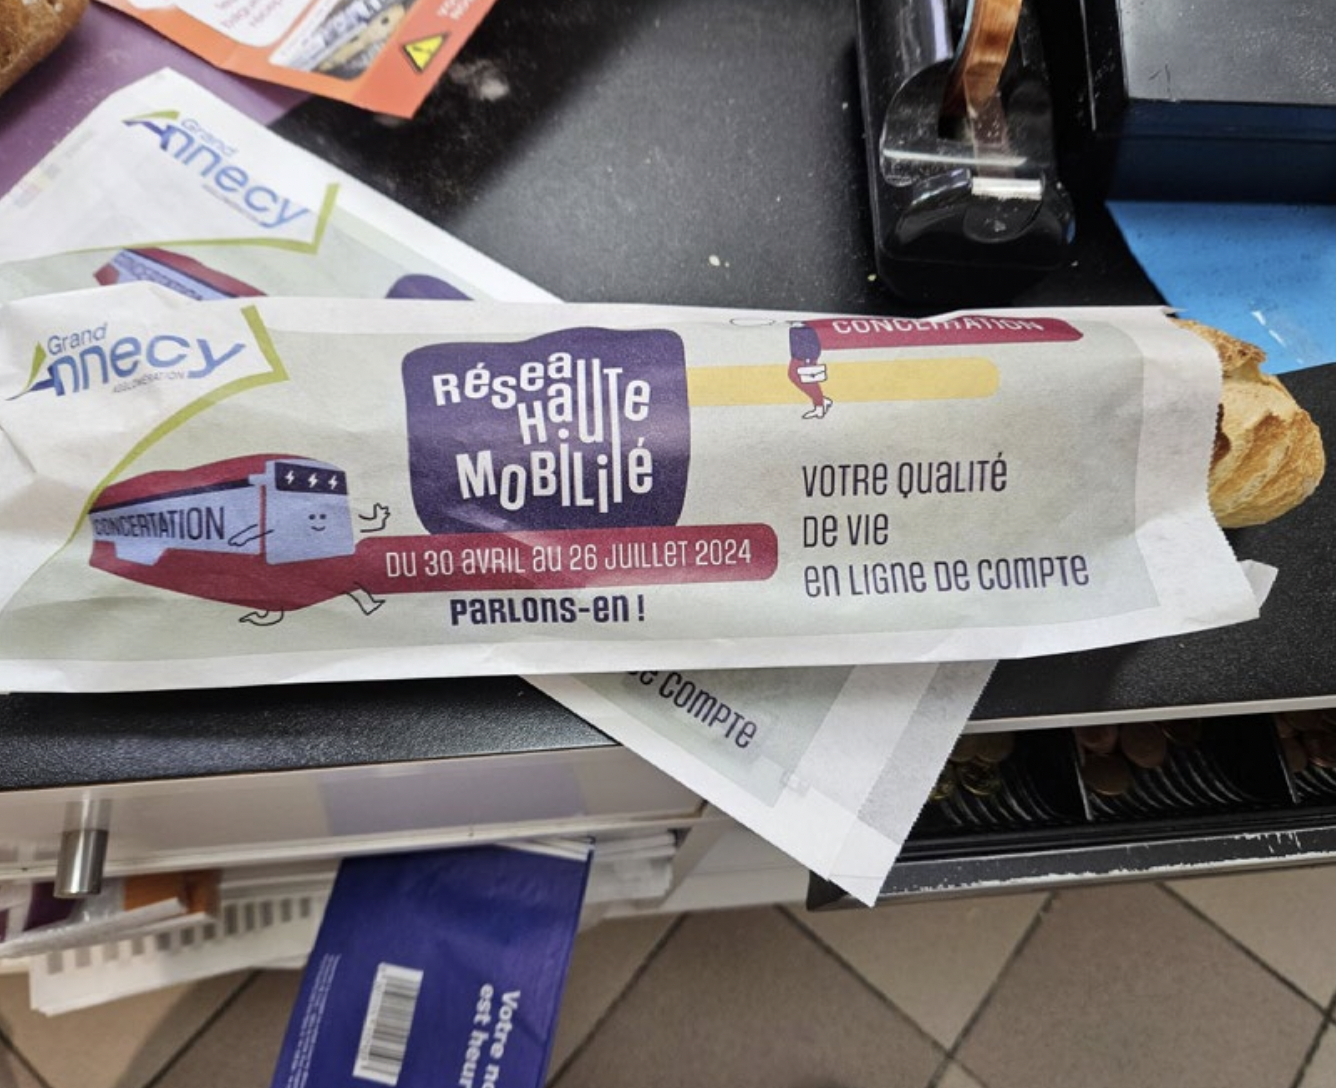 Grand
Annecy
Grand
Annecy
AGGLOMÉRATION
Réseau
Haute
Mobilité
CONCERTATION
CONCERTATION
DU 30 avril au 26 juillet 2024
Parlons-en !
Votre qualité
de vie
en ligne de compte
de compte
Votre
est